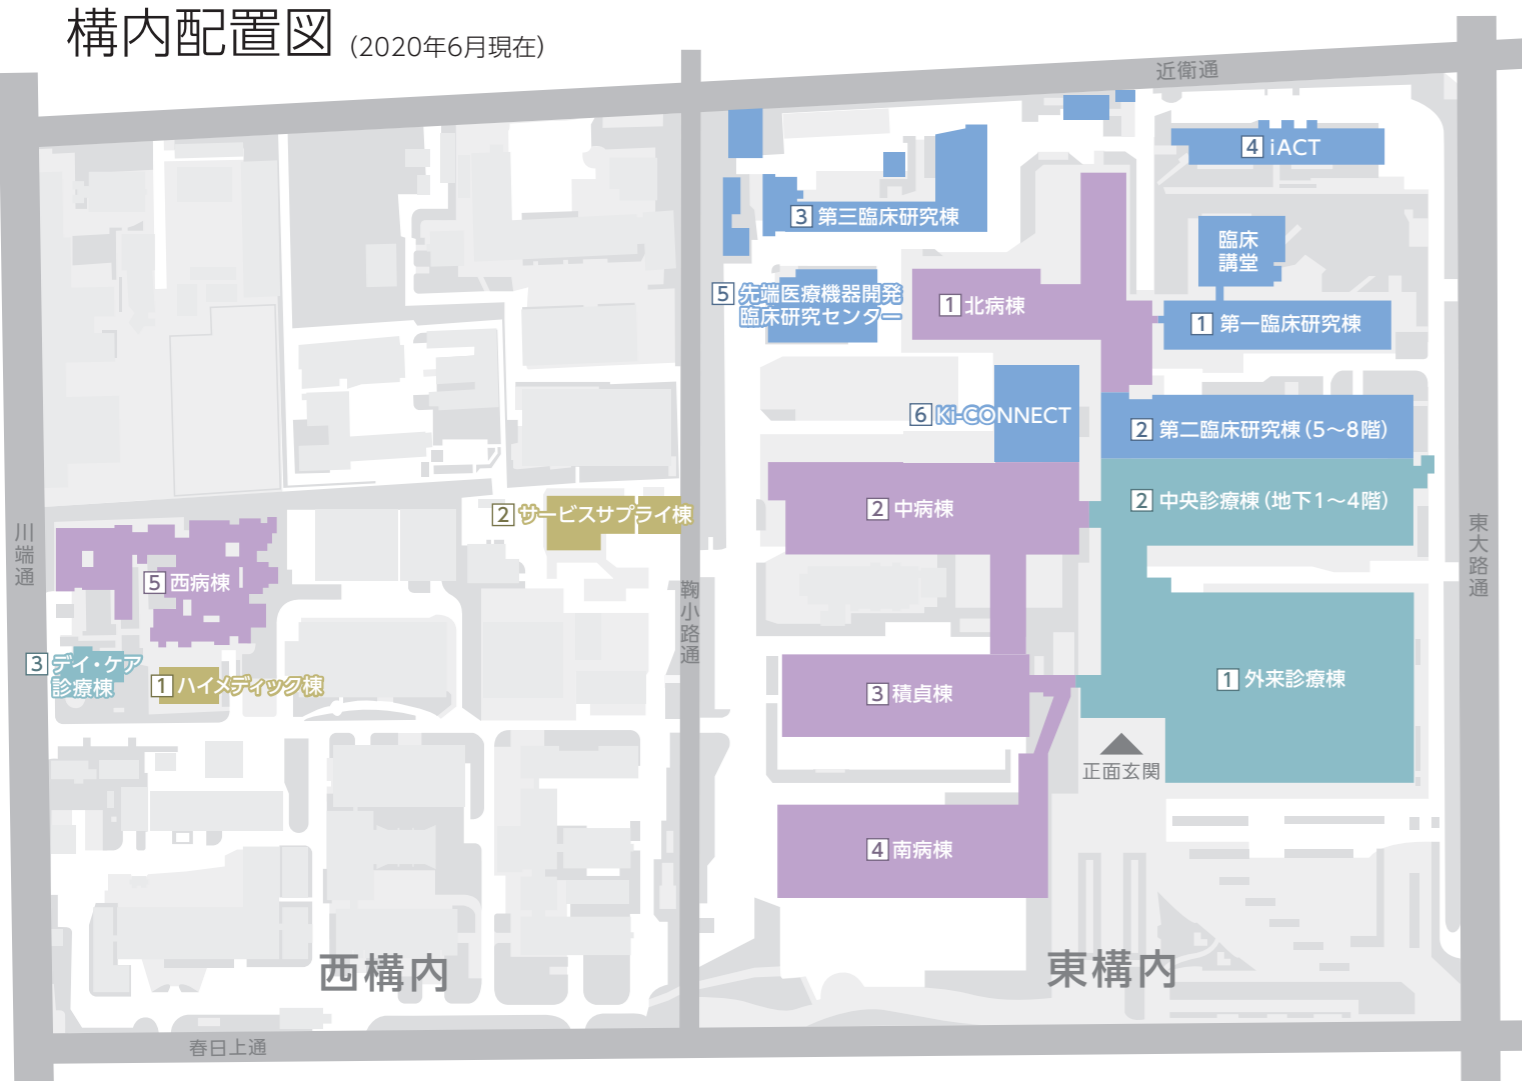 構内配置図 (2020年6月現在)
近衛通
4 iACT
3 第三臨床研究棟
臨床
講堂
5 先端医療機器開発
臨床研究センター
1 北病棟
1 第一臨床研究棟
6 Ki-CONNECT
2 第二臨床研究棟(5〜8階)
2 中央診療棟(地下1〜4階)
2 サービスサプライ棟
2 中病棟
川端通
東大路通
5 西病棟
鞠小路通
3 デイ・ケア
診療棟
1 ハイメディック棟
3 積貞棟
1 外来診療棟
正面玄関
4 南病棟
西構内
東構内
春日上通